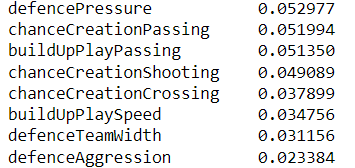 defencePressure 0.052977
chanceCreationPassing 0.051994
buildUpPlayPassing 0.051350
chanceCreationShooting 0.049089
chanceCreationCrossing 0.037899
buildUpPlaySpeed 0.034756
defenceTeamWidth 0.031156
defenceAggression 0.023384